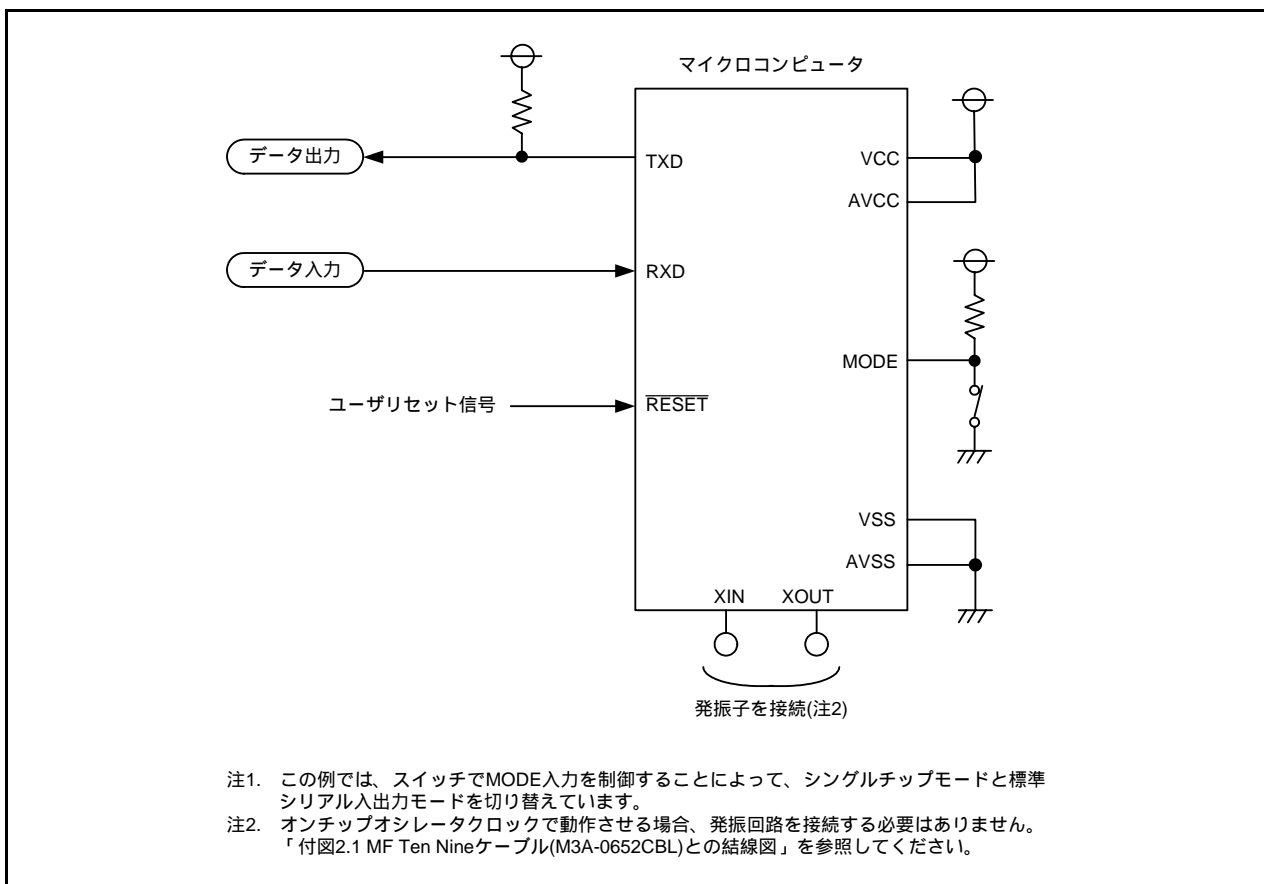 マイクロコンピュータ
データ出力
TXD
VCC
AVCC
データ入力
RXD
MODE
ユーザリセット信号
RESET
VSS
AVSS
XIN
XOUT
発振子を接続(注2)
注1. この例では、スイッチでMODE入力を制御することによって、シングルチップモードと標準
シリアル入出力モードを切り替えています。
注2. オンチップオシレータクロックで動作させる場合、発振回路を接続する必要はありません。
「付図2.1 MF Ten Nineケーブル(M3A-0652CBL)との結線図」を参照してください。